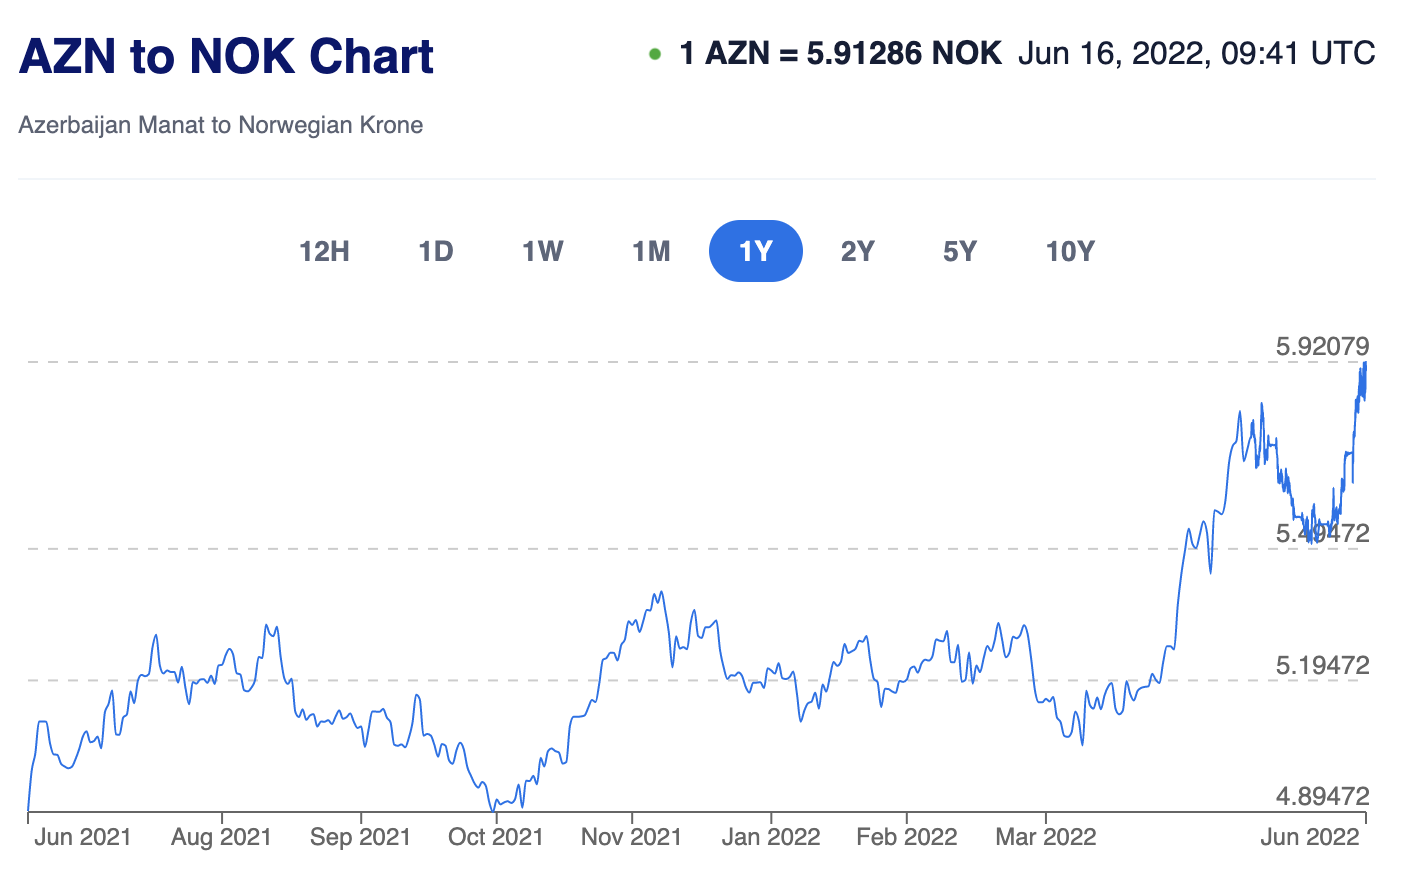 AZN to NOK Chart
1 AZN = 5.91286 NOK Jun 16, 2022, 09:41 UTC
Azerbaijan Manat to Norwegian Krone
12H 1D 1W 1M 1Y 2Y 5Y 10Y
5.92079
5.49472
5.19472
4.89472
Jun 2021 Aug 2021 Sep 2021 Oct 2021 Nov 2021 Jan 2022 Feb 2022 Mar 2022 Jun 2022